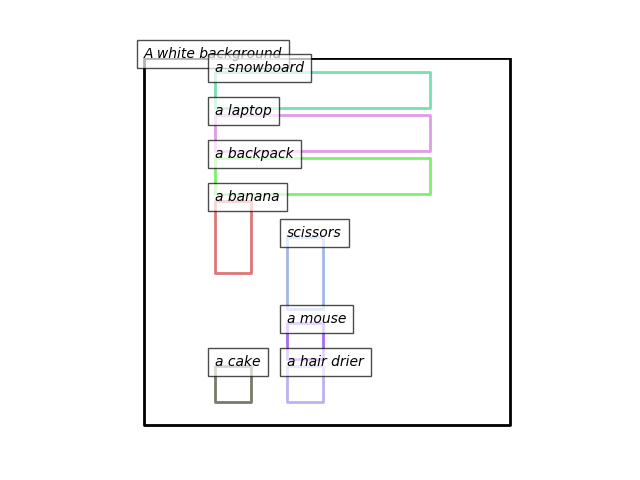 A white background
a snowboard
a laptop
a backpack
a banana
scissors
a mouse
a cake
a hair drier